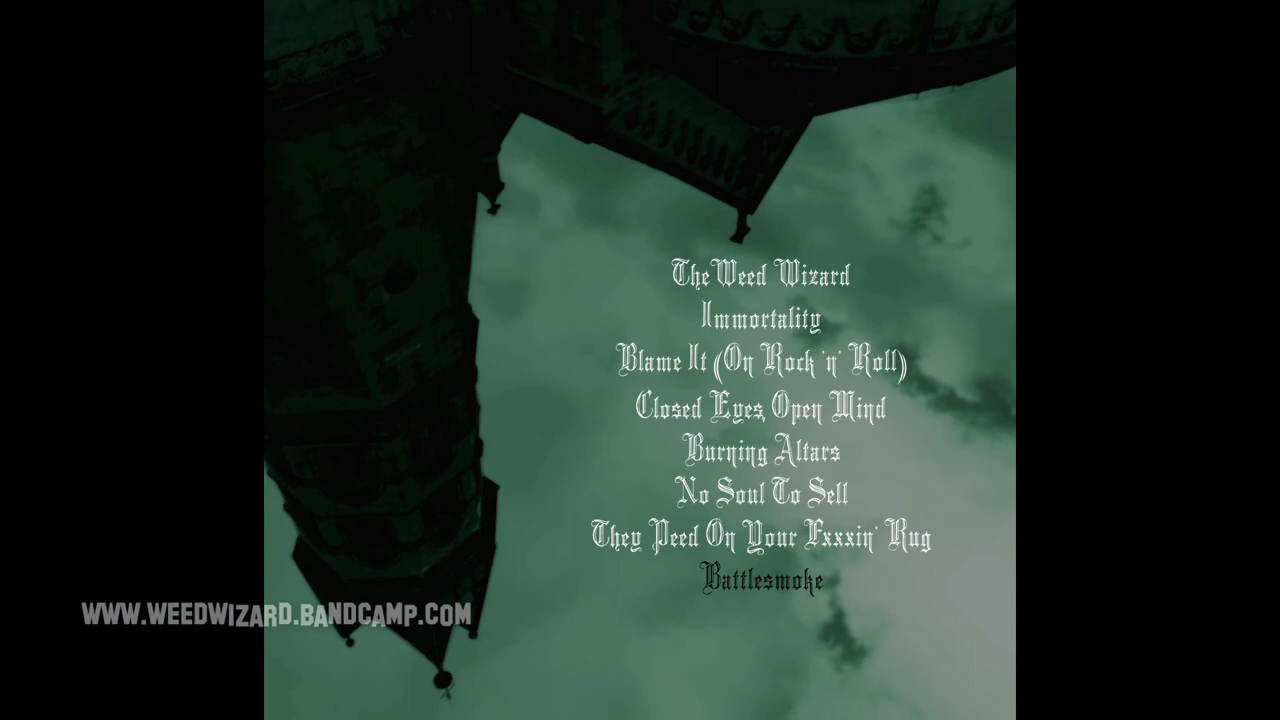 The Weed Wizard
Immortality
Blame It (On Rock 'n' Roll)
Closed Eyes, Open Mind
Burning Altars
No Soul To Sell
They Peed On Your Fxxxin' Rug
Battlesmoke
WWW.WEEDWIZARD.BANDCAMP.COM